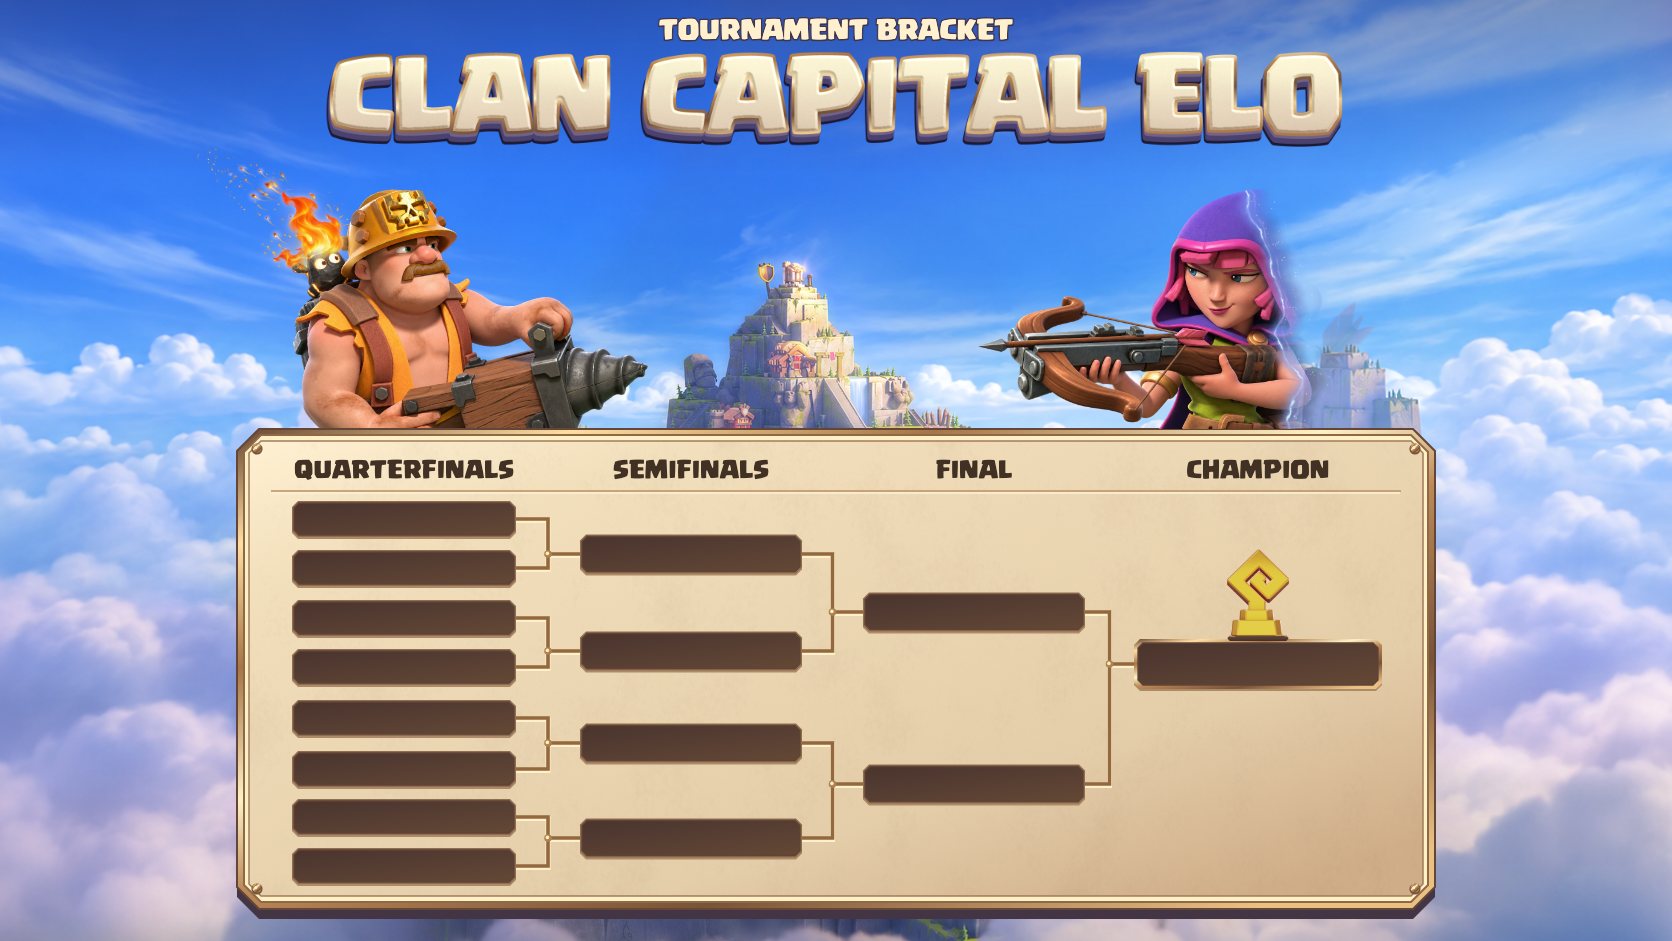 TOURNAMENT BRACKET
CLAN CAPITAL ELO
QUARTERFINALS
SEMIFINALS
FINAL
CHAMPION